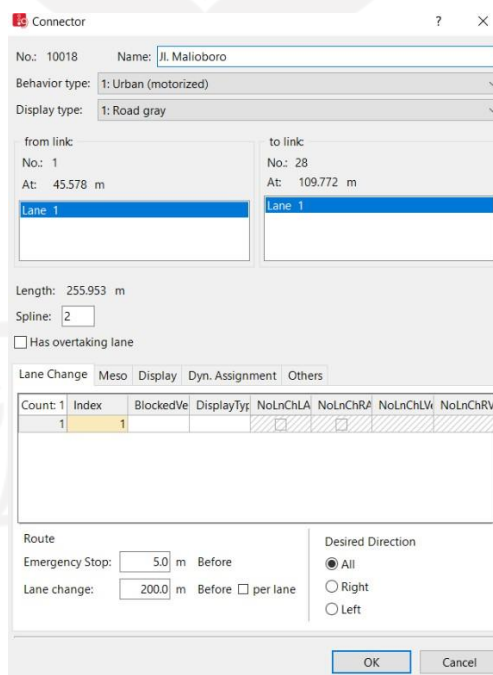 Connector ? ×
No.: 10018 Name: Jl. Malioboro
Behavior type: 1: Urban (motorized)
Display type: 1: Road gray
from link: to link:
No.: 1 No.: 28
At: 45.578 m At: 109.772 m
Lane 1 Lane 1
Length: 255.953 m
Spline: 2
Has overtaking lane
Lane Change Meso Display Dyn. Assignment Others
Count: 1 Index BlockedVe DisplayTyp NoLnChLA NoLnChRA NoLnChLVe NoLnChRV
1 1
Route Desired Direction
Emergency Stop: 5.0 m Before All
Lane change: 200.0 m Before per lane Right
Left
OK Cancel